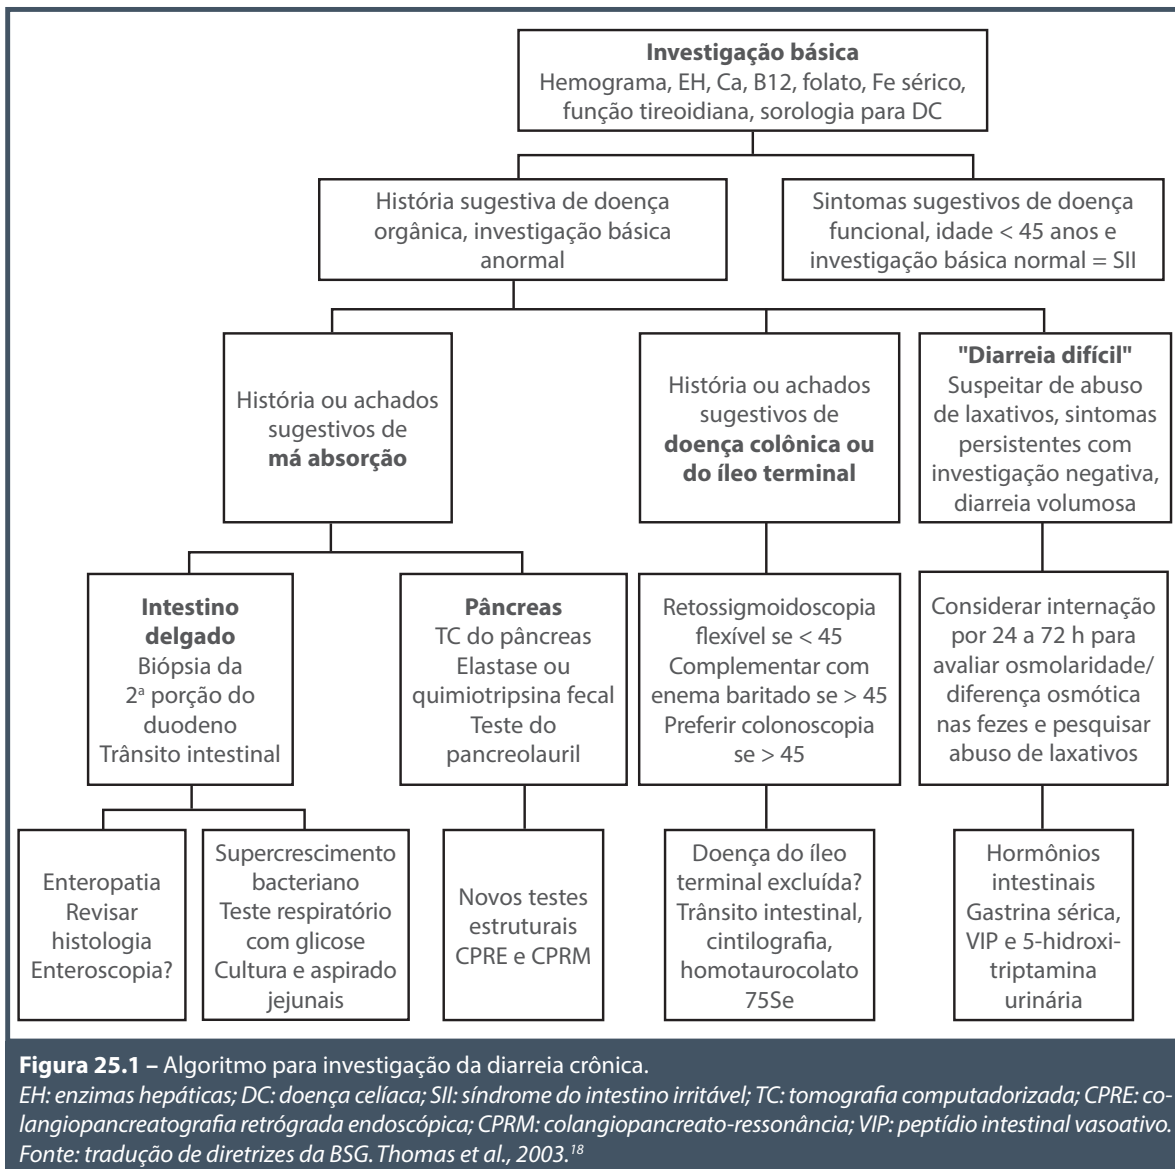 Investigação básica
Hemograma, EH, Ca, B12, folato, Fe sérico,
função tireoidiana, sorologia para DC
História sugestiva de doença
orgânica, investigação básica
anormal
Sintomas sugestivos de doença
funcional, idade < 45 anos e
investigação básica normal = SII
História ou achados
sugestivos de
má absorção
História ou achados
sugestivos de
doença colônica ou
do íleo terminal
"Diarreia difícil"
Suspeitar de abuso
de laxativos, sintomas
persistentes com
investigação negativa,
diarreia volumosa
Intestino
delgado
Biópsia da
2ª porção do
duodeno
Trânsito intestinal
Pâncreas
TC do pâncreas
Elastase ou
quimiotripsina fecal
Teste do
pancreolauril
Retossigmoidoscopia
flexível se < 45
Complementar com
enema baritado se > 45
Preferir colonoscopia
se > 45
Considerar internação
por 24 a 72 h para
avaliar osmolaridade/
diferença osmótica
nas fezes e pesquisar
abuso de laxativos
Enteropatia
Revisar
histologia
Enteroscopia?
Supercrescimento
bacteriano
Teste respiratório
com glicose
Cultura e aspirado
jejunais
Novos testes
estruturais
CPRE e CPRM
Doença do íleo
terminal excluída?
Trânsito intestinal,
cintilografia,
homotaurocolato
75Se
Hormônios
intestinais
Gastrina sérica,
VIP e 5-hidroxi-
triptamina
urinária
Figura 25.1 – Algoritmo para investigação da diarreia crônica.
EH: enzimas hepáticas; DC: doença celíaca; SII: síndrome do intestino irritável; TC: tomografia computadorizada; CPRE: co-
langiopancreatografia retrógrada endoscópica; CPRM: colangiopancreato-ressonância; VIP: peptídio intestinal vasoativo.
Fonte: tradução de diretrizes da BSG. Thomas et al., 2003.18